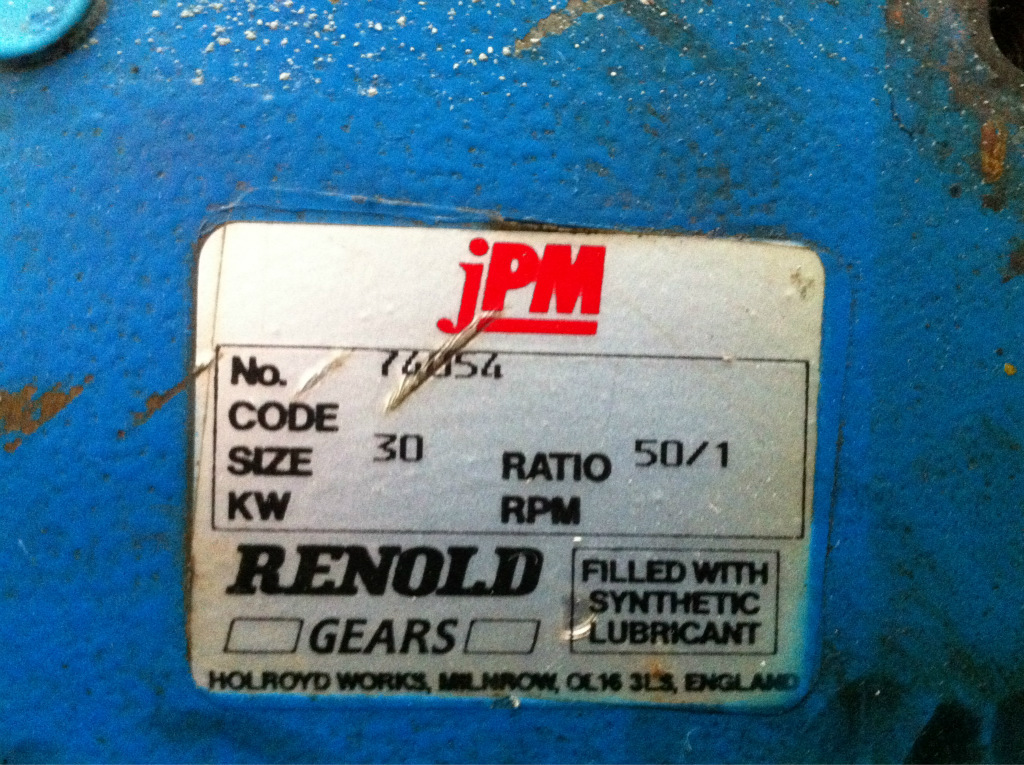 jPM
No. 74054
CODE
SIZE 30 RATIO 50/1
KW RPM
RENOLD
GEARS
FILLED WITH
SYNTHETIC
LUBRICANT
HOLROYD WORKS, MILNROW, OL16 3LS, ENGLAND